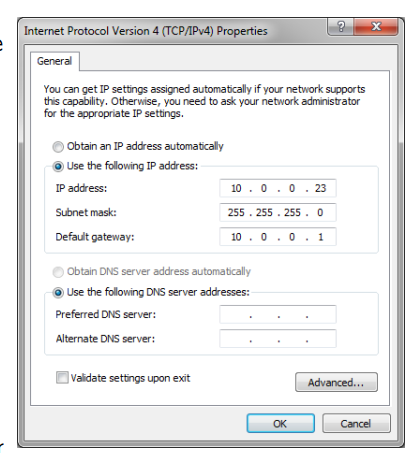 Internet Protocol Version 4 (TCP/IPv4) Properties
e
General
You can get IP settings assigned automatically if your network supports
this capability. Otherwise, you need to ask your network administrator
for the appropriate IP settings.
Obtain an IP address automatically
Use the following IP address:
IP address: 10 . 0 . 0 . 23
Subnet mask: 255 . 255 . 255 . 0
Default gateway: 10 . 0 . 0 . 1
Obtain DNS server address automatically
Use the following DNS server addresses:
Preferred DNS server: . . .
Alternate DNS server: . . .
Validate settings upon exit
Advanced...
OK Cancel
r